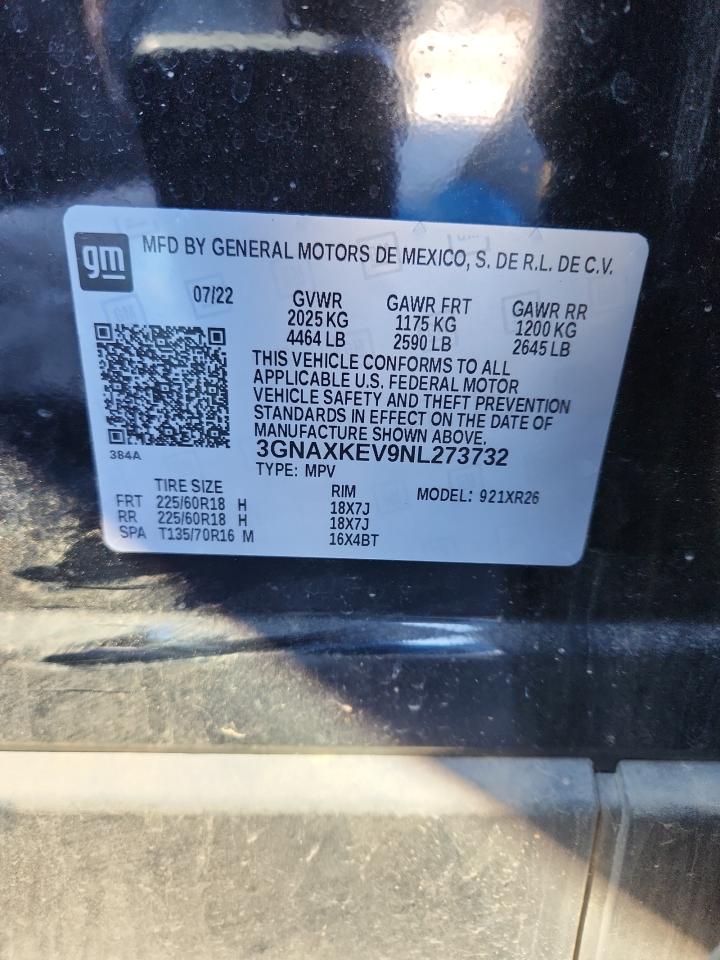 gm MFD BY GENERAL MOTORS DE MEXICO, S. DE R.L. DE C.V.
07/22 GVWR GAWR FRT GAWR RR
2025 KG 1175 KG 1200 KG
4464 LB 2590 LB 2645 LB
THIS VEHICLE CONFORMS TO ALL
APPLICABLE U.S. FEDERAL MOTOR
VEHICLE SAFETY AND THEFT PREVENTION
STANDARDS IN EFFECT ON THE DATE OF
MANUFACTURE SHOWN ABOVE.
384A 3GNAXKEV9NL273732
TYPE: MPV
TIRE SIZE RIM MODEL: 921XR26
FRT 225/60R18 H 18X7J
RR 225/60R18 H 18X7J
SPA T135/70R16 M 16X4BT